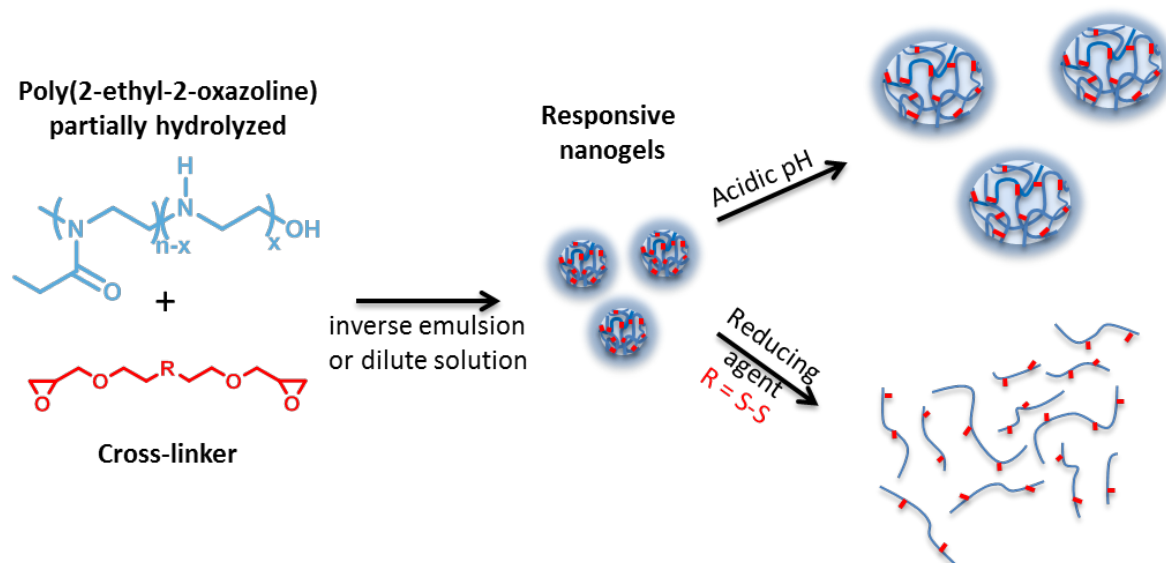 Poly(2-ethyl-2-oxazoline)
partially hydrolyzed
H
N
N
n-x
x
OH
O
+
O
R
O
O
O
Cross-linker
inverse emulsion
or dilute solution
Responsive
nanogels
Acidic pH
Reducing
agent
R = S-S